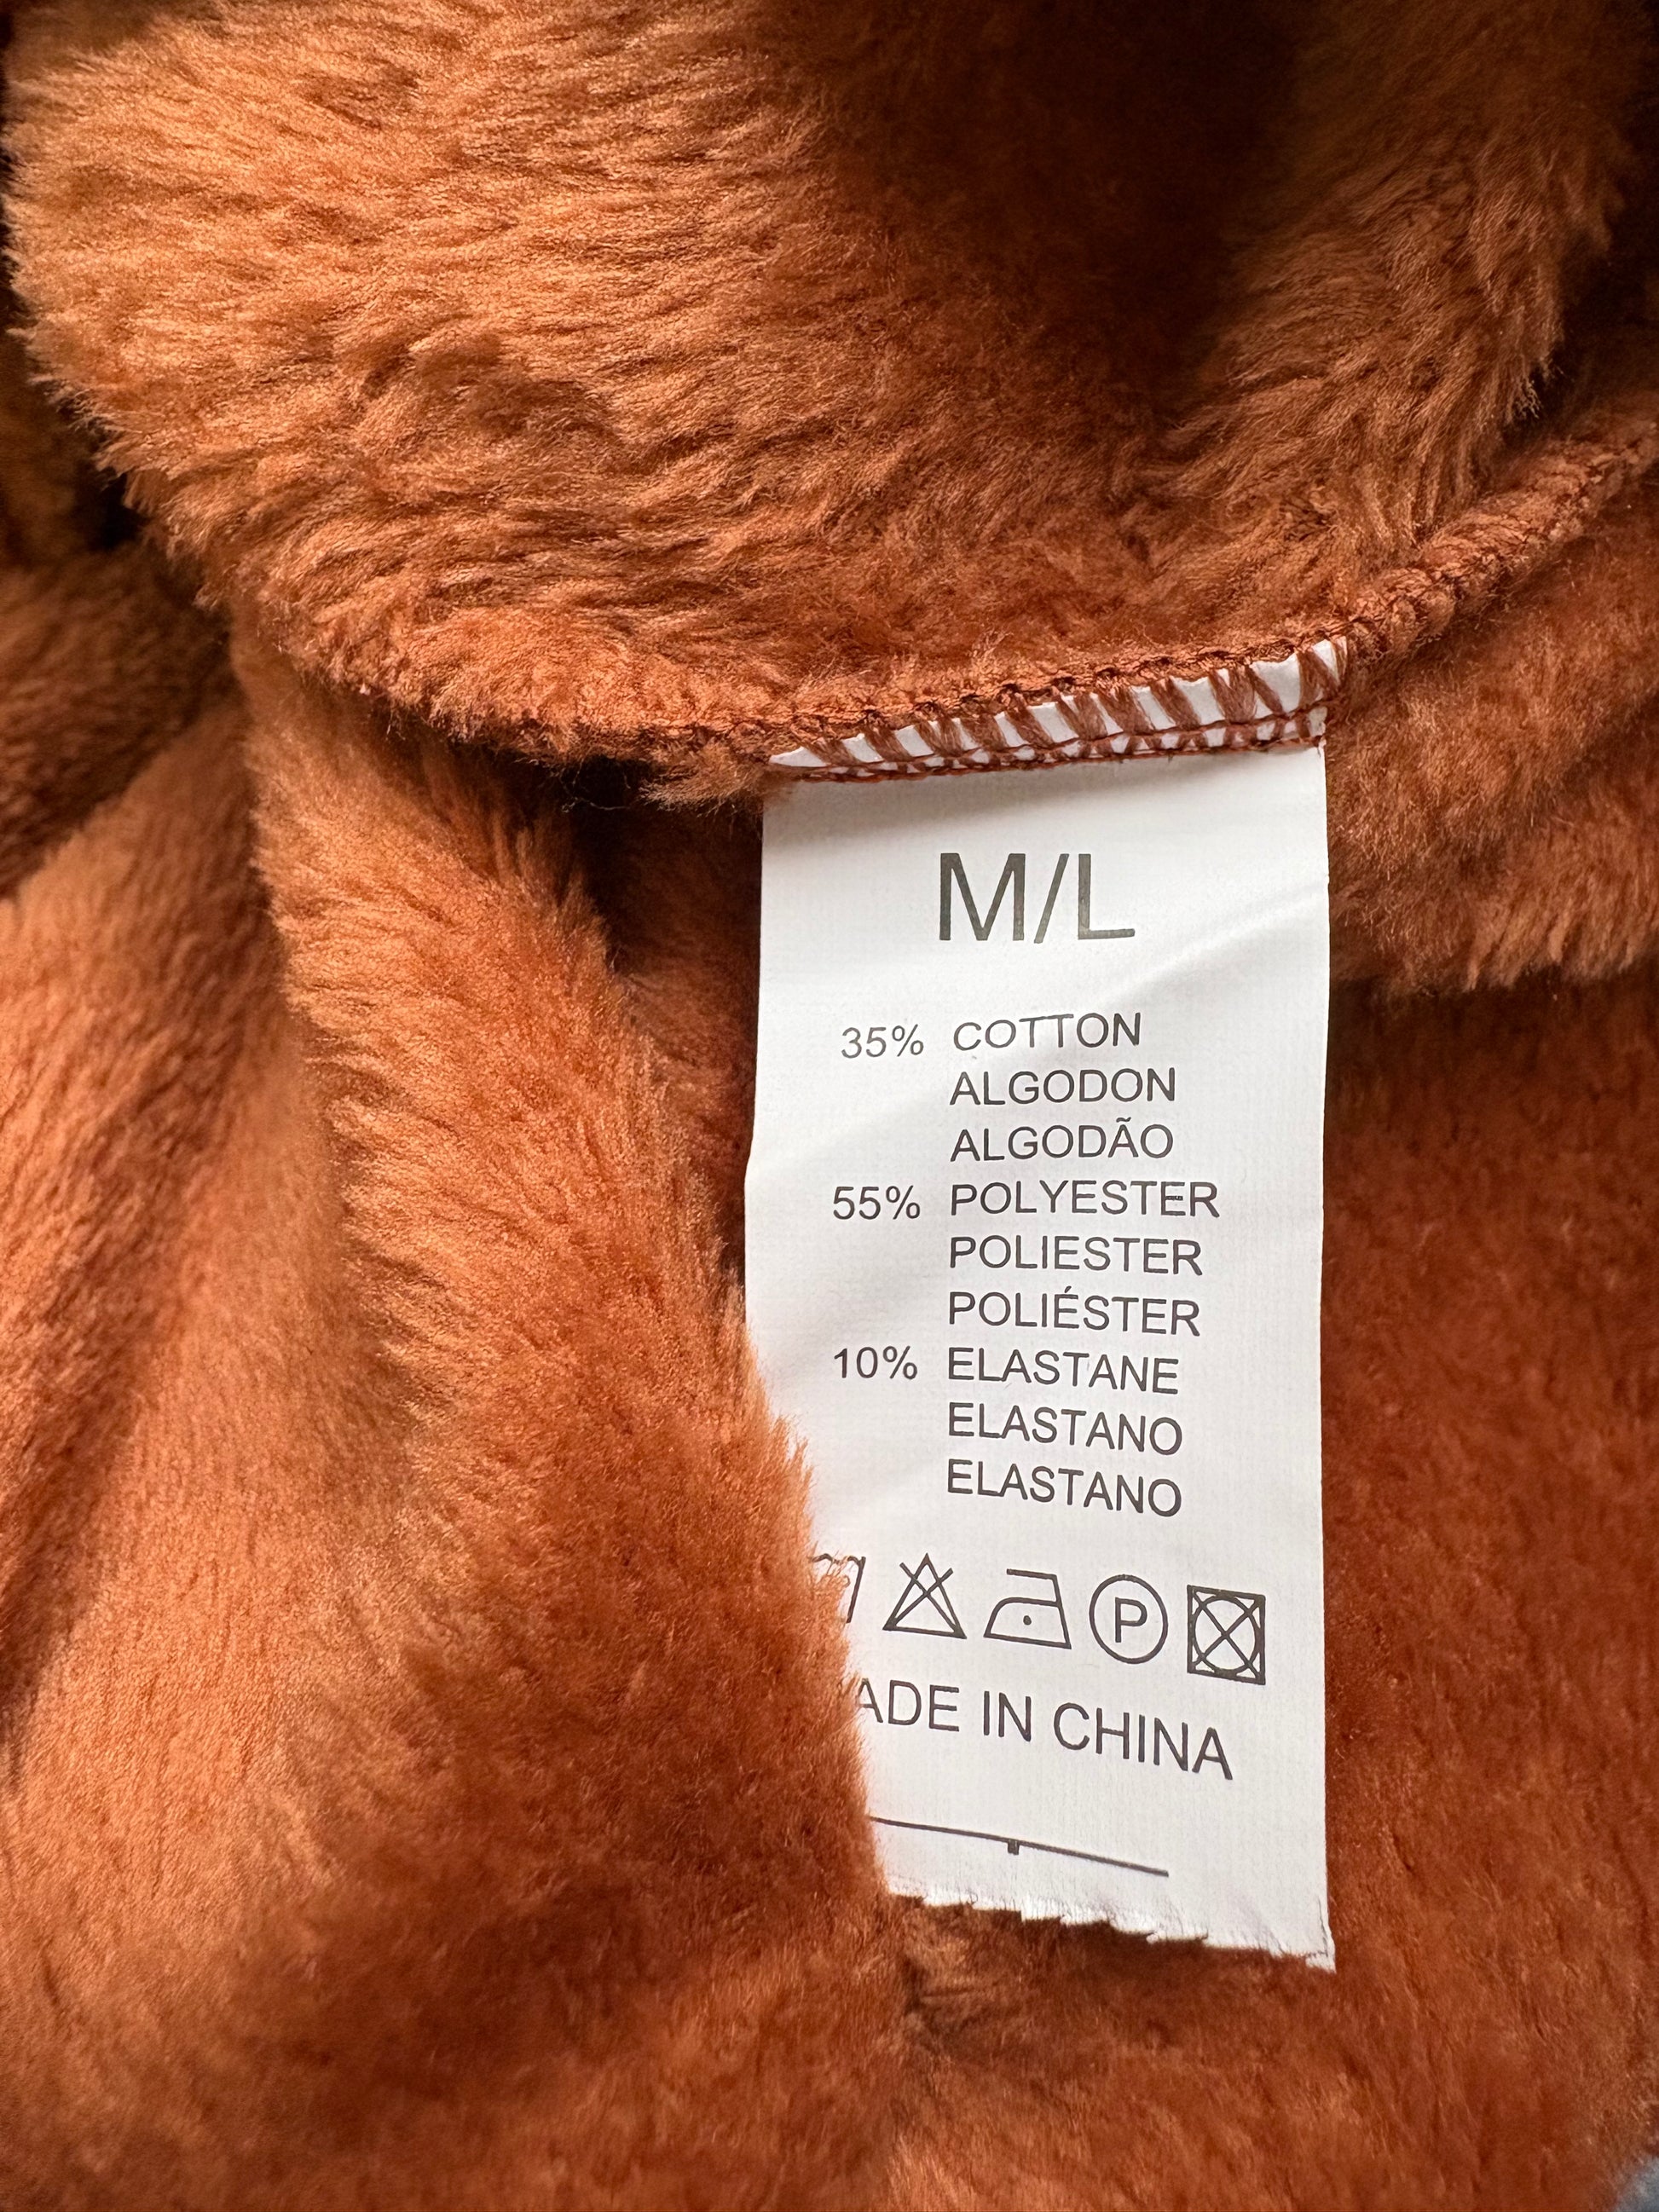 M/L
35% COTTON
ALGODON
ALGODÃO
55% POLYESTER
POLIESTER
POLIÉSTER
10% ELASTANE
ELASTANO
ELASTANO
P
ADE IN CHINA